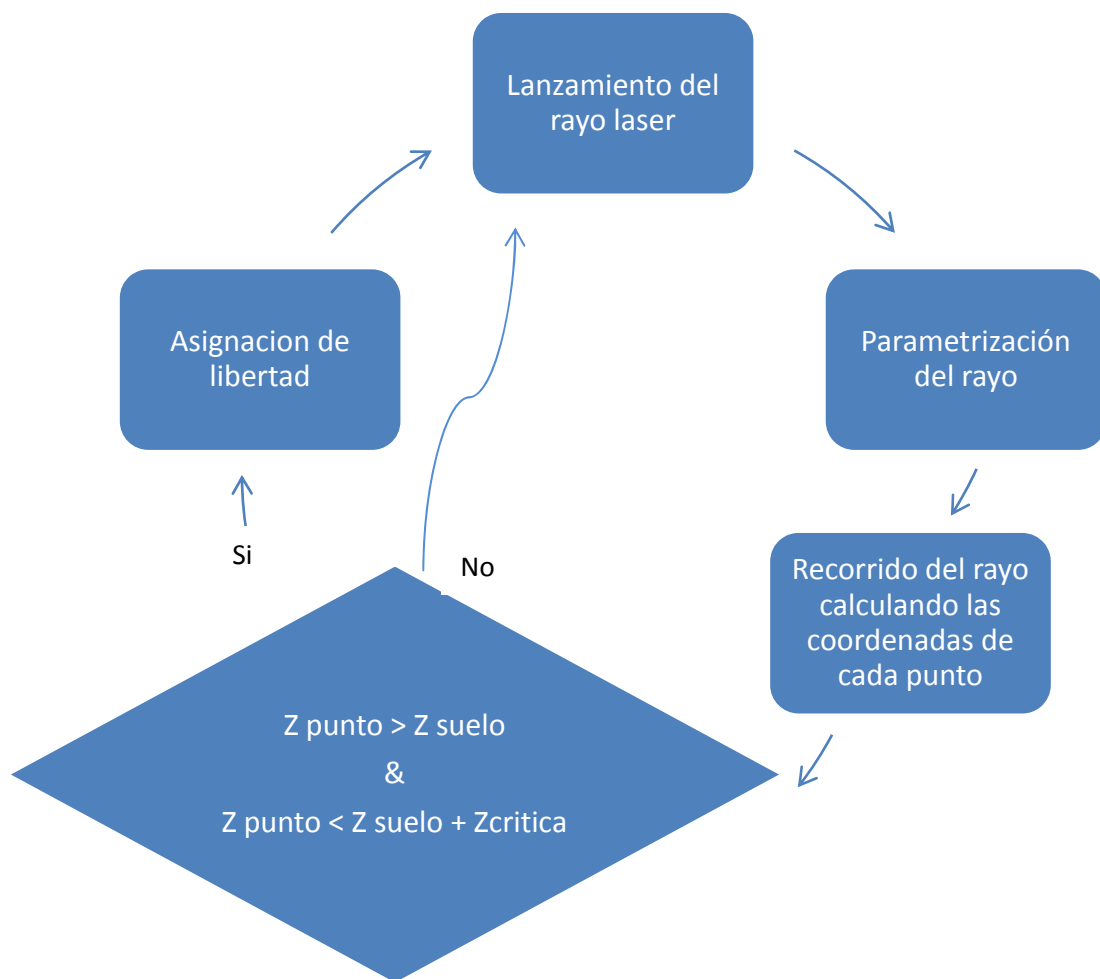 Lanzamiento del
rayo laser
Parametrización
del rayo
Recorrido del rayo
calculando las
coordenadas de
cada punto
Z punto > Z suelo
&
Z punto < Z suelo + Zcritica
No
Si
Asignacion de
libertad